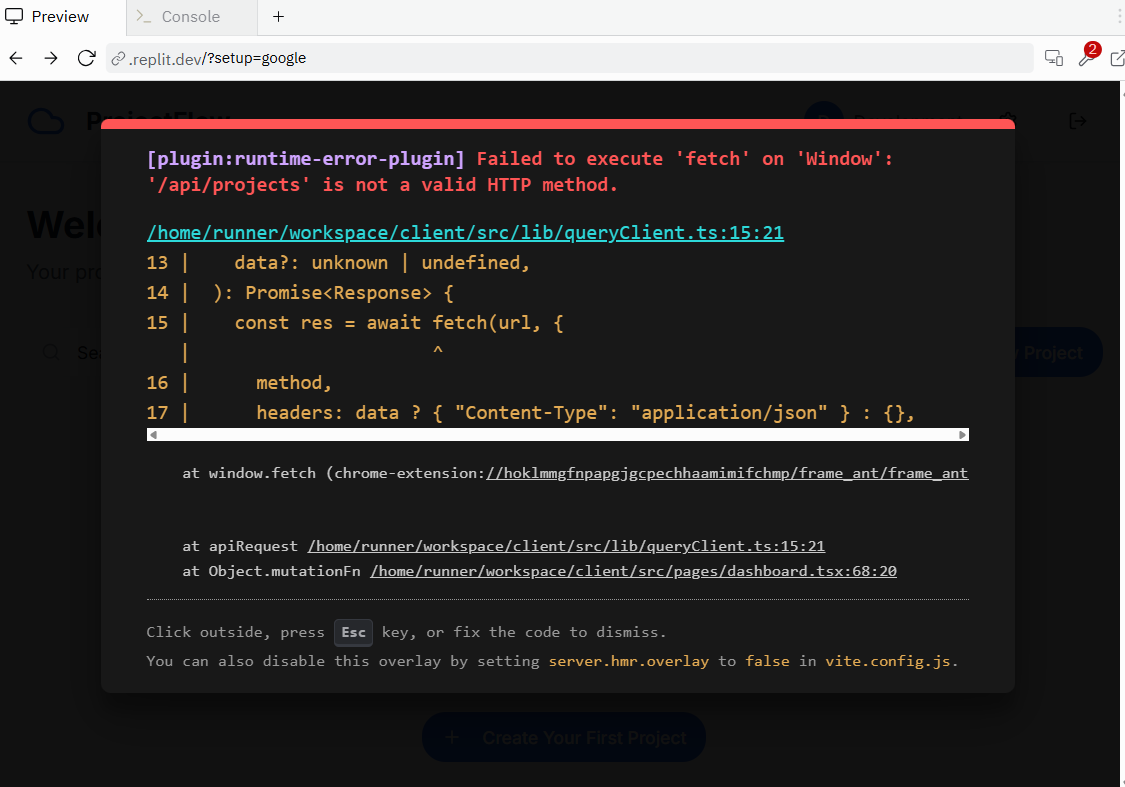 Preview
>_ Console
+
.replit.dev/?setup=google
2
ProjectFlow
[plugin:runtime-error-plugin] Failed to execute 'fetch' on 'Window':
'/api/projects' is not a valid HTTP method.
Welc
/home/runner/workspace/client/src/lib/queryClient.ts:15:21
Your pro
13 |    data?: unknown | undefined,
14 |  ): Promise<Response> {
15 |    const res = await fetch(url, {
   |                      ^
Sea
Project
16 |      method,
17 |      headers: data ? { "Content-Type": "application/json" } : {},
at window.fetch (chrome-extension://hoklmmgfnpapgjgcpechhaamimifchmp/frame_ant/frame_ant
at apiRequest /home/runner/workspace/client/src/lib/queryClient.ts:15:21
at Object.mutationFn /home/runner/workspace/client/src/pages/dashboard.tsx:68:20
Click outside, press Esc key, or fix the code to dismiss.
You can also disable this overlay by setting server.hmr.overlay to false in vite.config.js.
+ Create Your First Project